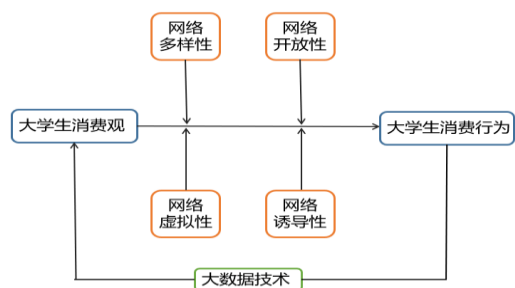 网络
多样性
网络
开放性
大学生消费观
大学生消费行为
网络
虚拟性
网络
诱导性
大数据技术